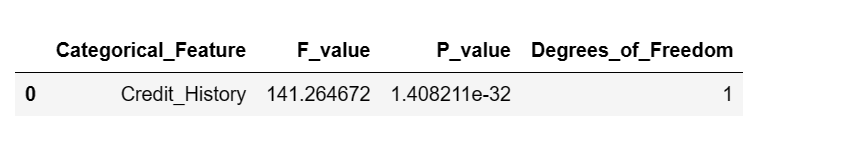 Categorical_Feature F_value P_value Degrees_of_Freedom
0 Credit_History 141.264672 1.408211e-32 1